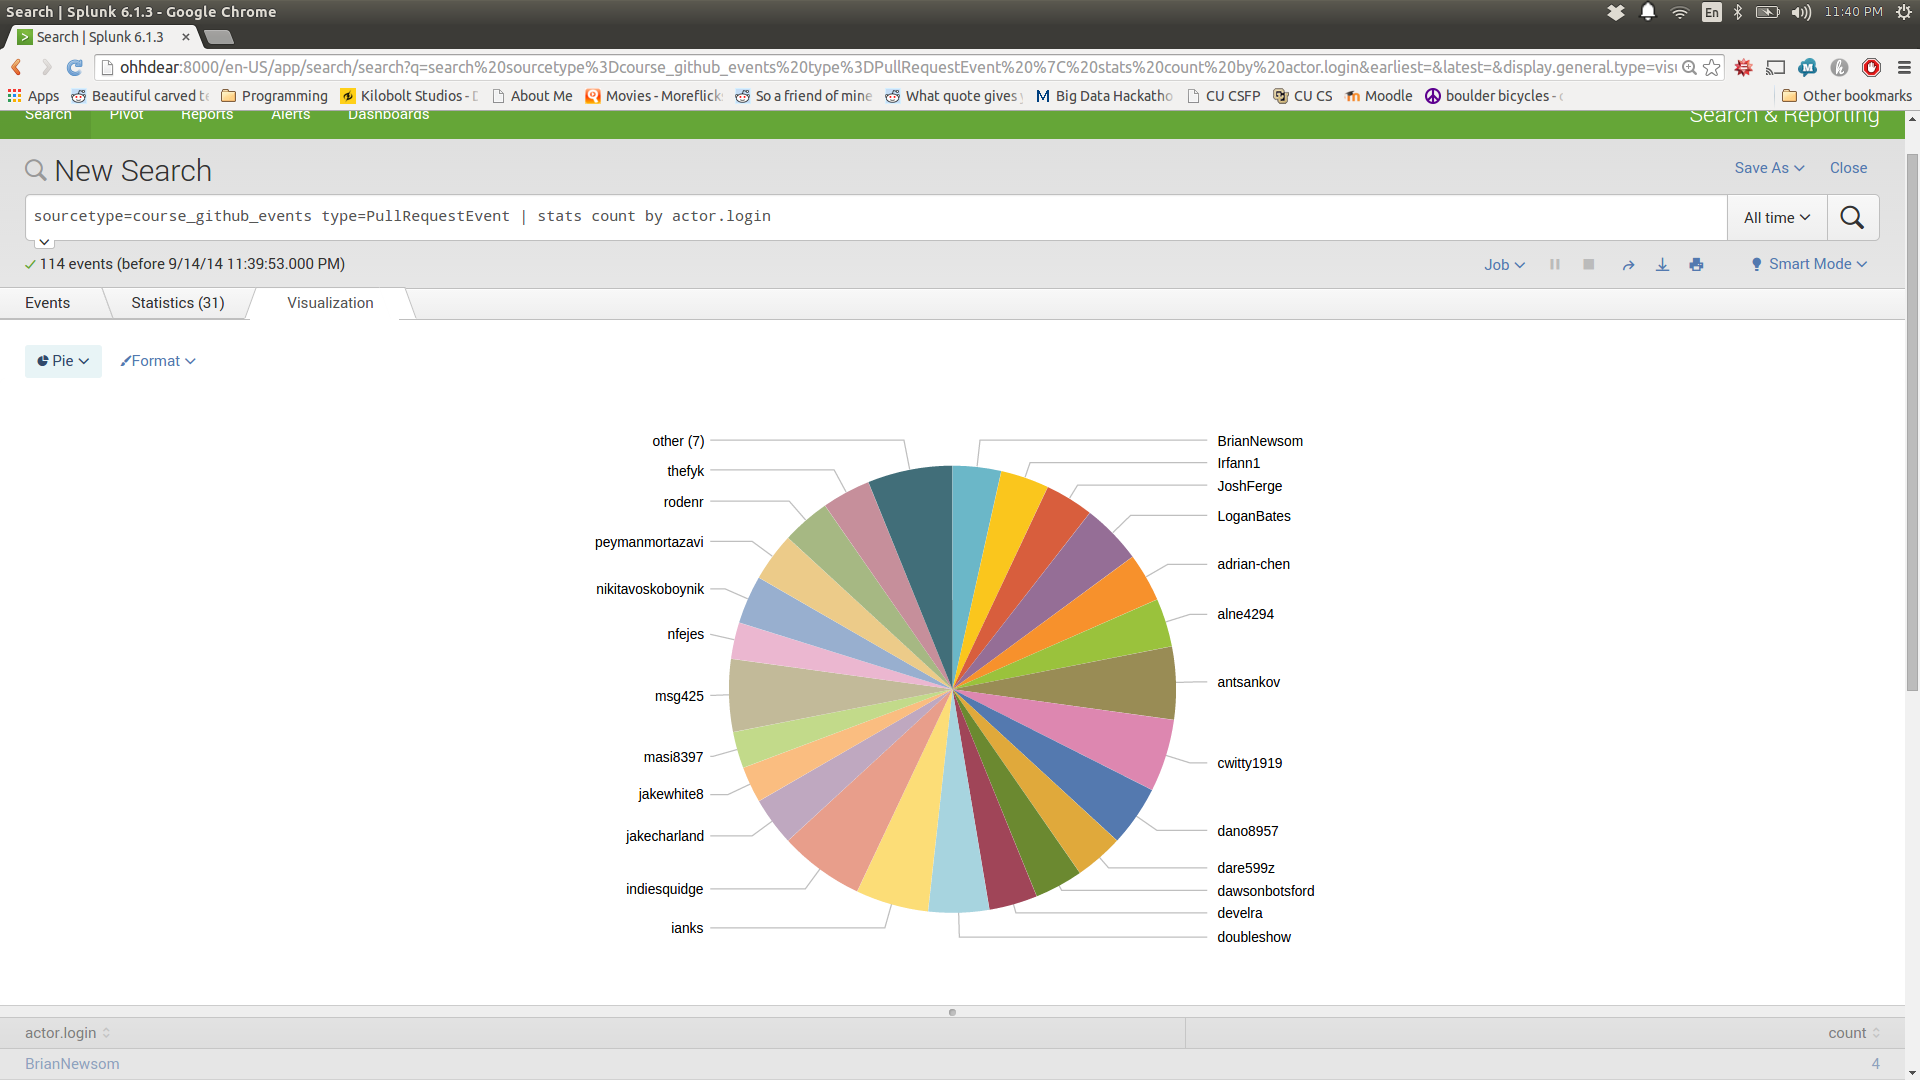 Search | Splunk 6.1.3 - Google Chrome
En
11:40 PM
Search | Splunk 6.1.3 ×
ohhdear:8000/en-US/app/search/search?q=search%20sourcetype%3Dcourse_github_events%20type%3DPullRequestEvent%20%7C%20stats%20count%20by%20actor.login&earliest=&latest=&display.general.type=visu
Apps Beautiful carved te Programming Kilobolt Studios - D About Me Movies - Moreflick So a friend of mine What quote gives Big Data Hackatho CU CSFP CU CS Moodle boulder bicycles - Other bookmarks
Search Pivot Reports Alerts Dashboards Search & Reporting
New Search Save As Close
sourcetype=course_github_events type=PullRequestEvent | stats count by actor.login All time
114 events (before 9/14/14 11:39:53.000 PM) Job Smart Mode
Events Statistics (31) Visualization
Pie Format
other (7) BrianNewsom
thefyk Irfann1
JoshFerge
rodenr LoganBates
peymanmortazavi adrian-chen
nikitavoskoboynik alne4294
nfejes
msg425 antsankov
masi8397 cwitty1919
jakewhite8
jakecharland dano8957
dare599z
indiesquidge dawsonbotsford
develra
ianks doubleshow
actor.login count
BrianNewsom 4